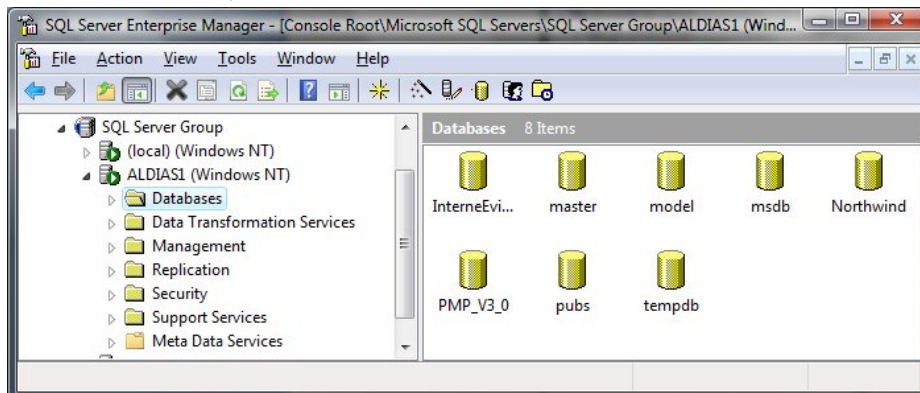 SQL Server Enterprise Manager - [Console Root\Microsoft SQL Servers\SQL Server Group\ALDIAS1 (Wind...
File Action View Tools Window Help
SQL Server Group
(local) (Windows NT)
ALDIAS1 (Windows NT)
Databases
Data Transformation Services
Management
Replication
Security
Support Services
Meta Data Services
Databases 8 Items
InterneEvi... master model msdb Northwind
PMP_V3_0 pubs tempdb